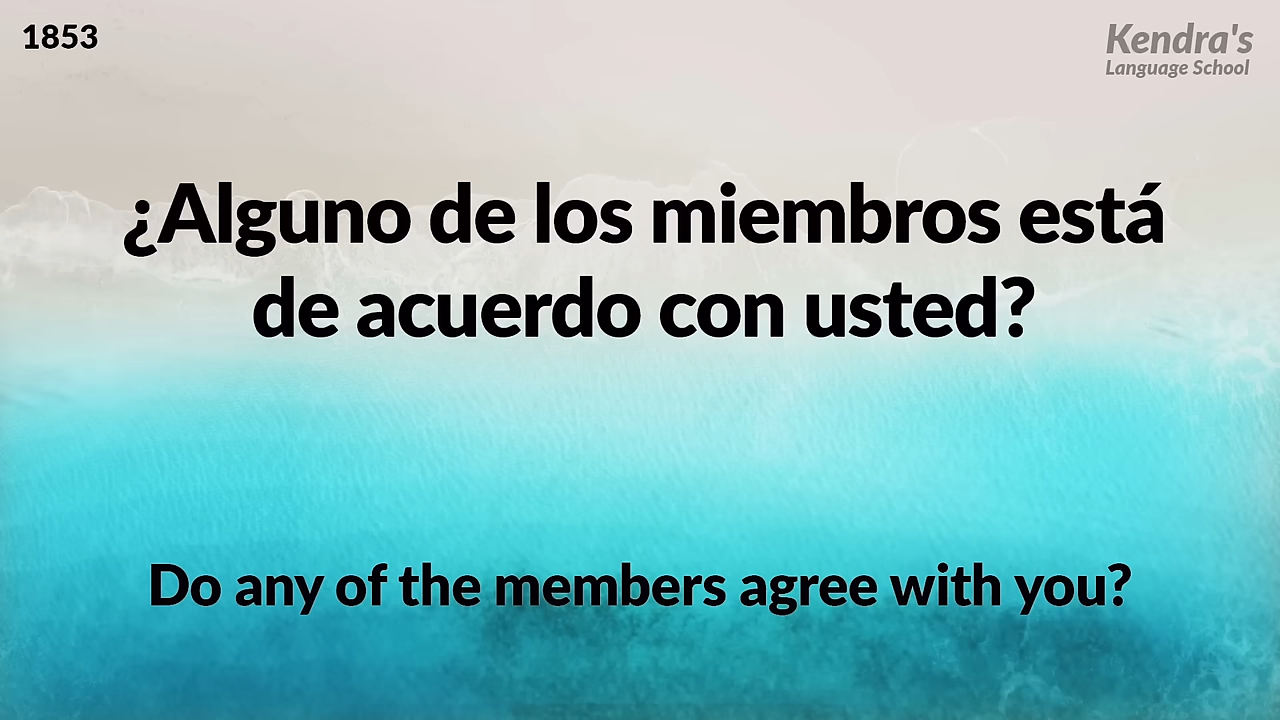 1853
Kendra's
Language School
¿Alguno de los miembros está
de acuerdo con usted?
Do any of the members agree with you?